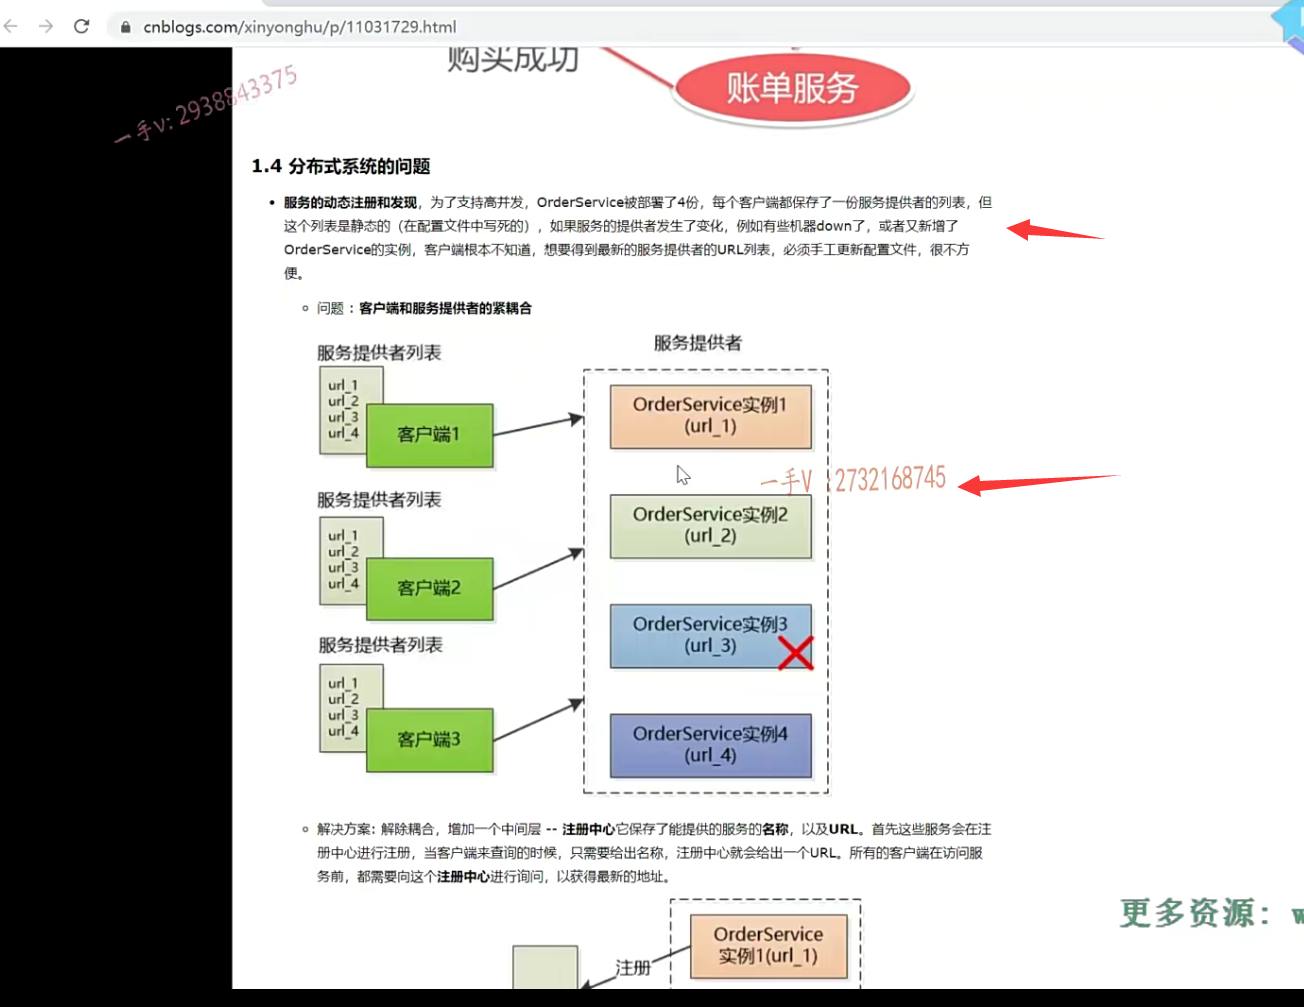 cnblogs.com/xinyonghu/p/11031729.html
购买成功
账单服务
一手V: 2938843375
1.4 分布式系统的问题
• 服务的动态注册和发现，为了支持高并发，OrderService被部署了4份，每个客户端都保存了一份服务提供者的列表，但
这个列表是静态的（在配置文件中写死的），如果服务的提供者发生了变化，例如有些机器down了，或者又新增了
OrderService的实例，客户端根本不知道，想要得到最新的服务提供者的URL列表，必须手工更新配置文件，很不方
便。
问题 ：客户端和服务提供者的紧耦合
服务提供者列表
url_1
url_2
url_3
url_4
客户端1
服务提供者列表
url_1
url_2
url_3
url_4
客户端2
服务提供者列表
url_1
url_2
url_3
url_4
客户端3
服务提供者
OrderService实例1
(url_1)
一手V :2732168745
OrderService实例2
(url_2)
OrderService实例3
(url_3)
OrderService实例4
(url_4)
解决方案：解除耦合，增加一个中间层 -- 注册中心它保存了能提供的服务的名称，以及URL。首先这些服务会在注
册中心进行注册，当客户端来查询的时候，只需要给出名称，注册中心就会给出一个URL。所有的客户端在访问服
务前，都需要向这个注册中心进行询问，以获得最新的地址。
更多资源：w
注册
OrderService
实例1(url_1)